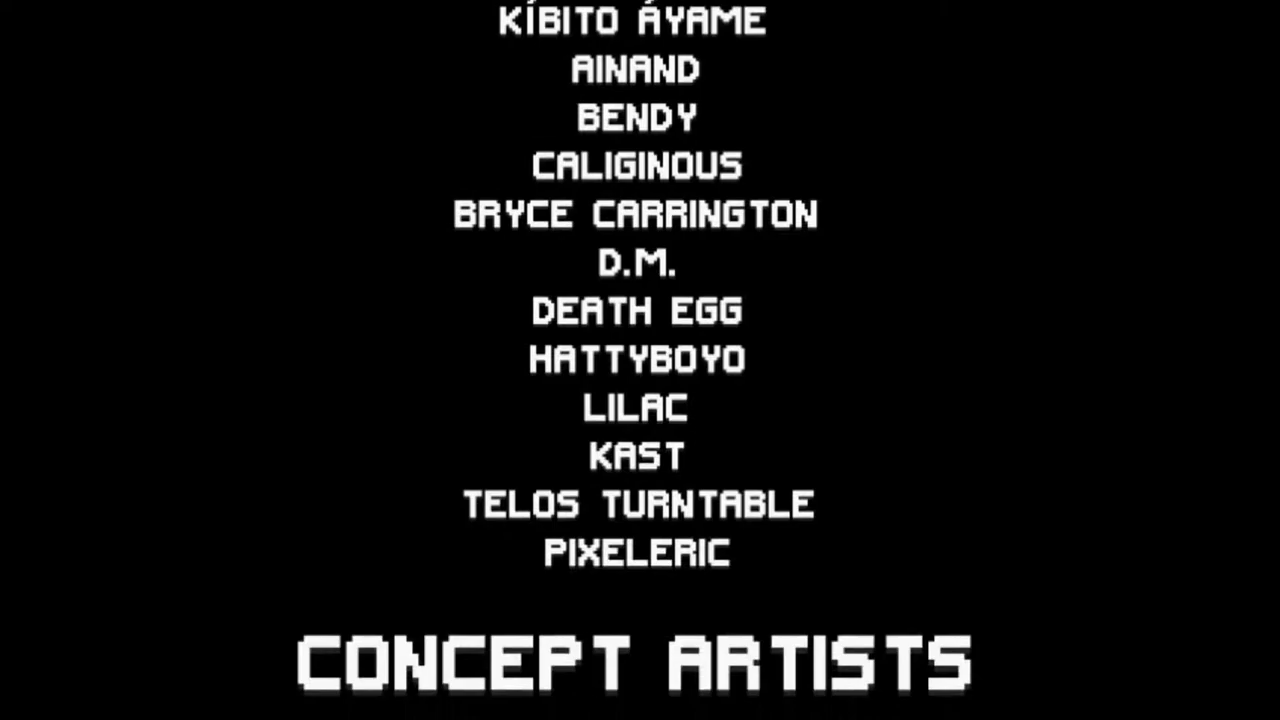 KÍBITO ÁYAME
AINAND
BENDY
CALIGINOUS
BRYCE CARRINGTON
D.M.
DEATH EGG
HATTYBOYO
LILAC
KAST
TELOS TURNTABLE
PIXELERIC
CONCEPT ARTISTS